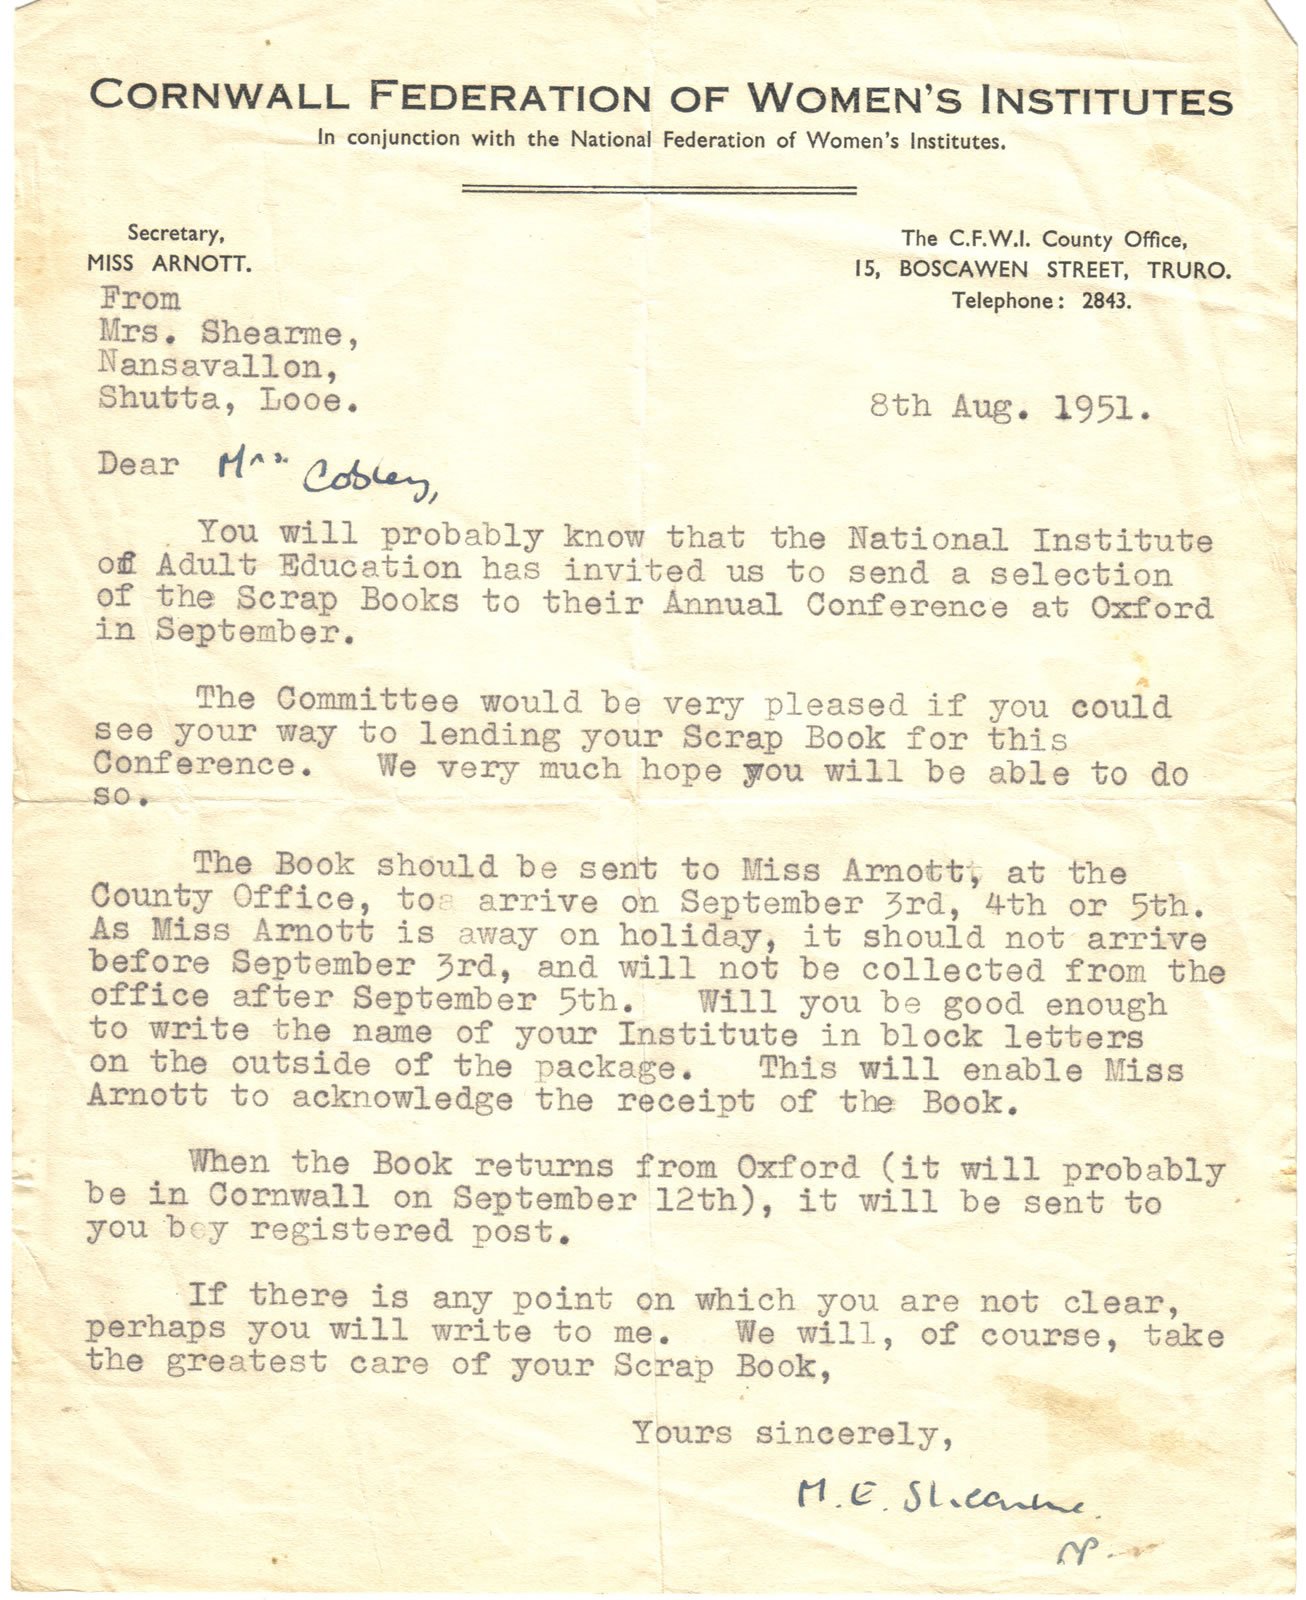 CORNWALL FEDERATION OF WOMEN'S INSTITUTES
In conjunction with the National Federation of Women's Institutes.
Secretary,
MISS ARNOTT.
The C.F.W.I. County Office,
15, BOSCAWEN STREET, TRURO.
Telephone: 2843.
From
Mrs. Shearme,
Nansavallon,
Shutta, Looe.
8th Aug. 1951.
Dear Mrs. Cobley,
You will probably know that the National Institute
of Adult Education has invited us to send a selection
of the Scrap Books to their Annual Conference at Oxford
in September.
The Committee would be very pleased if you could
see your way to lending your Scrap Book for this
Conference. We very much hope you will be able to do
so.
The Book should be sent to Miss Arnott, at the
County Office, to arrive on September 3rd, 4th or 5th.
As Miss Arnott is away on holiday, it should not arrive
before September 3rd, and will not be collected from the
office after September 5th. Will you be good enough
to write the name of your Institute in block letters
on the outside of the package. This will enable Miss
Arnott to acknowledge the receipt of the Book.
When the Book returns from Oxford (it will probably
be in Cornwall on September 12th), it will be sent to
you by registered post.
If there is any point on which you are not clear,
perhaps you will write to me. We will, of course, take
the greatest care of your Scrap Book,
Yours sincerely,
M. E. Shearme.